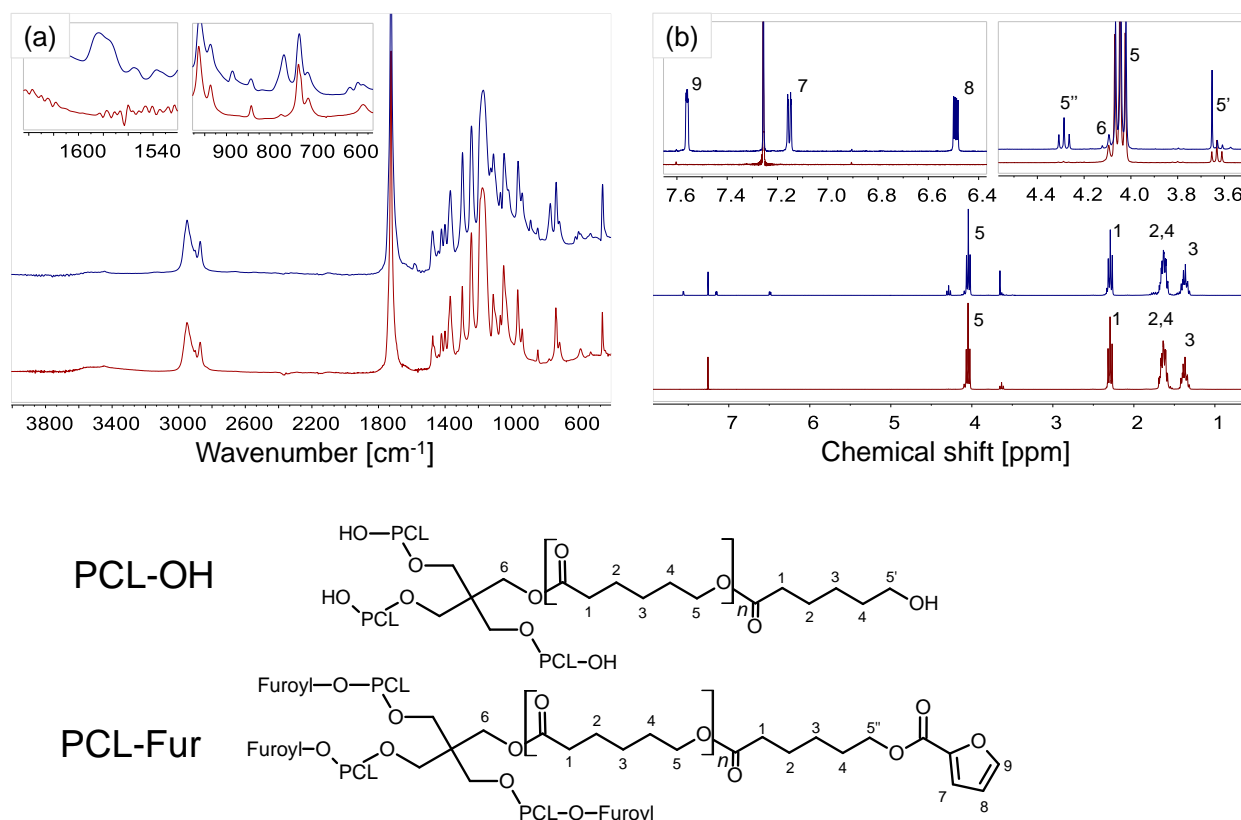 (a)
1600 1540
900 800 700 600
3800 3000 2600 2200 1800 1400 1000 600
Wavenumber [cm-1]
(b)
9 7 8
7.6 7.4 7.2 7.0 6.8 6.6 6.4
5'' 6 5 5'
4.4 4.2 4.0 3.8 3.6
5 1 2,4 3
5 1 2,4 3
7 6 5 4 3 2 1
Chemical shift [ppm]
PCL-OH
HO PCL
O
HO
PCL O
O
PCL-OH
6 O O 2 4 1 3 5 O n O 1 3 5' 2 4 OH
PCL-Fur
Furoyl-O-PCL
O
Furoyl-O
PCL O
O
PCL-O-Furoyl
6 O O 2 4 1 3 5 O n O 1 3 5'' 2 4 O O O 9 7 8